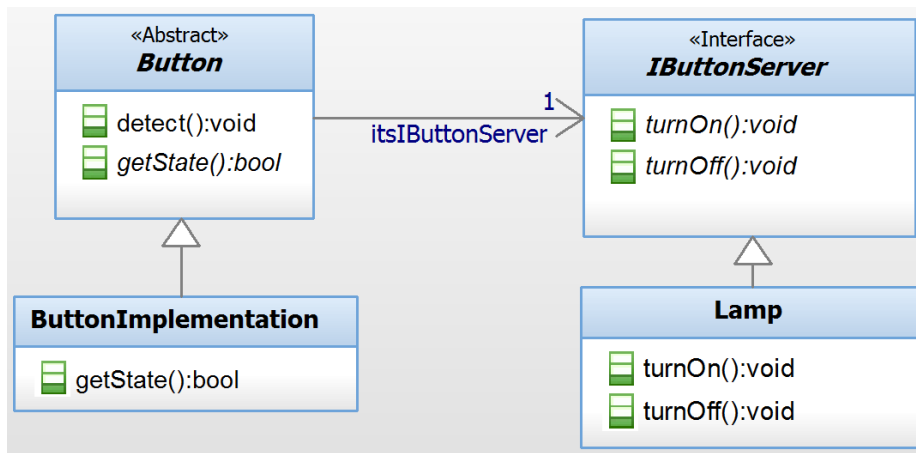 «Abstract»
Button
detect():void
getState():bool
1
itsIButtonServer
«Interface»
IButtonServer
turnOn():void
turnOff():void
ButtonImplementation
getState():bool
Lamp
turnOn():void
turnOff():void